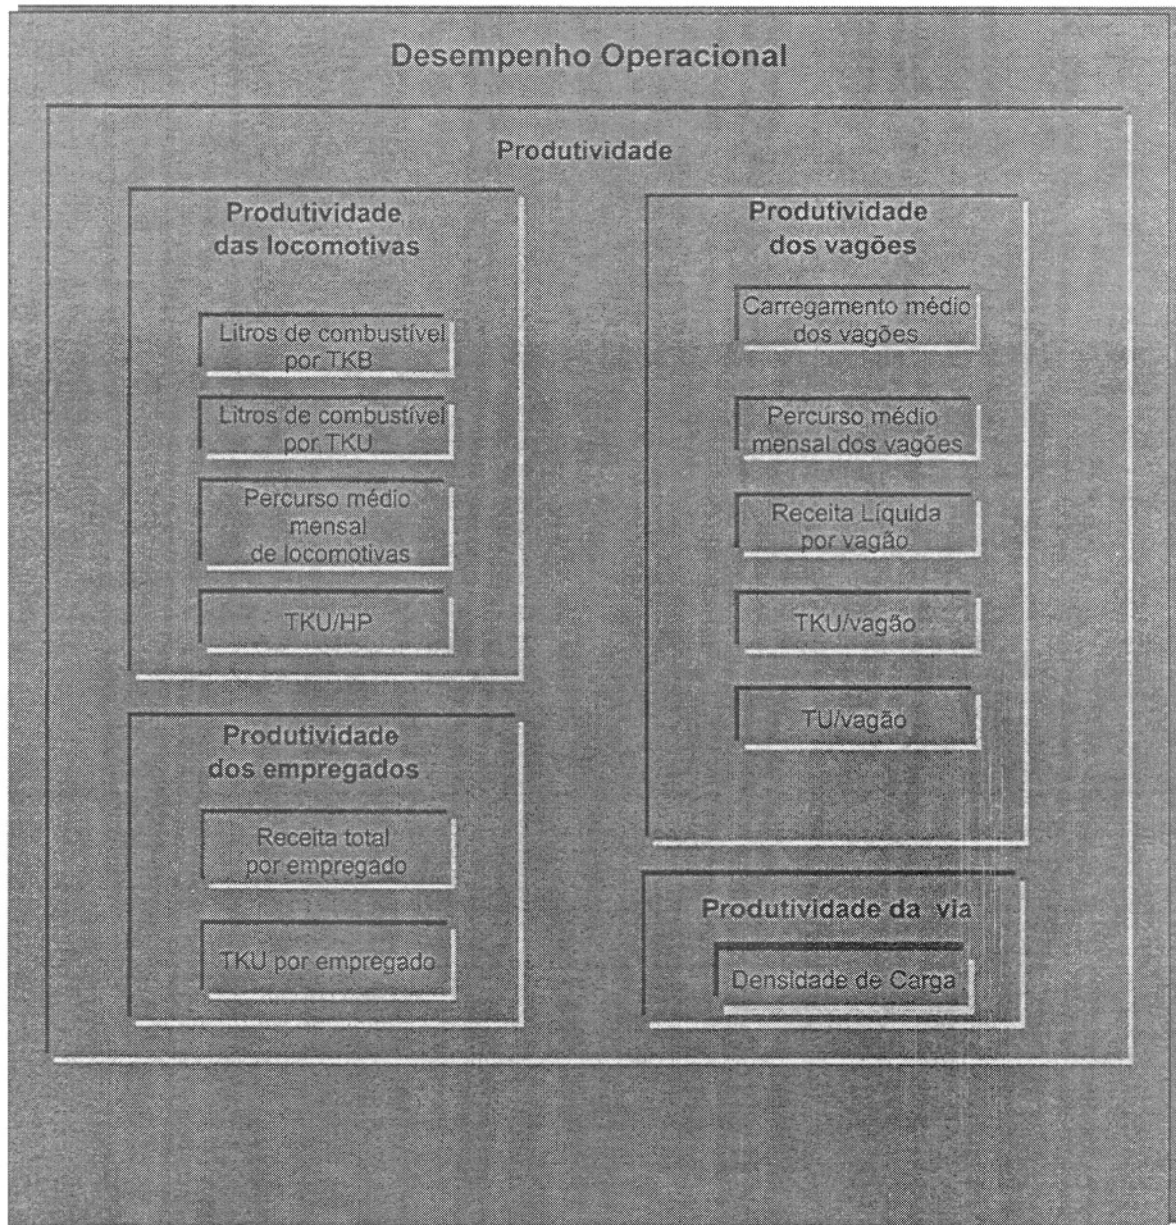 Desempenho Operacional
Produtividade
Produtividade
das locomotivas
Litros de combustível
por TKB
Litros de combustível
por TKU
Percurso médio
mensal
de locomotivas
TKU/HP
Produtividade
dos empregados
Receita total
por empregado
TKU por empregado
Produtividade
dos vagões
Carregamento médio
dos vagões
Percurso médio
mensal dos vagões
Receita Líquida
por vagão
TKU/vagão
TU/vagão
Produtividade da via
Densidade de Carga